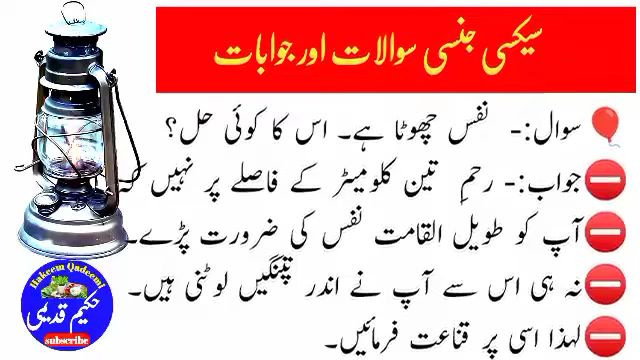 سیکسی جنسی سوالات اور جوابات
سوال:- نفس چھوٹا ہے۔ اس کا کوئی حل؟
جواب:- رحمِ تین کلومیٹر کے فاصلے پر نہیں کہ
آپ کو طویل القامت نفس کی ضرورت پڑے۔
نہ ہی اس سے آپ نے اندر پتنگیں لوٹنی ہیں۔
لہذا اسی پر قناعت فرمائیں۔
Hakeem Qadeemi
حکیم قدیمی
subscribe